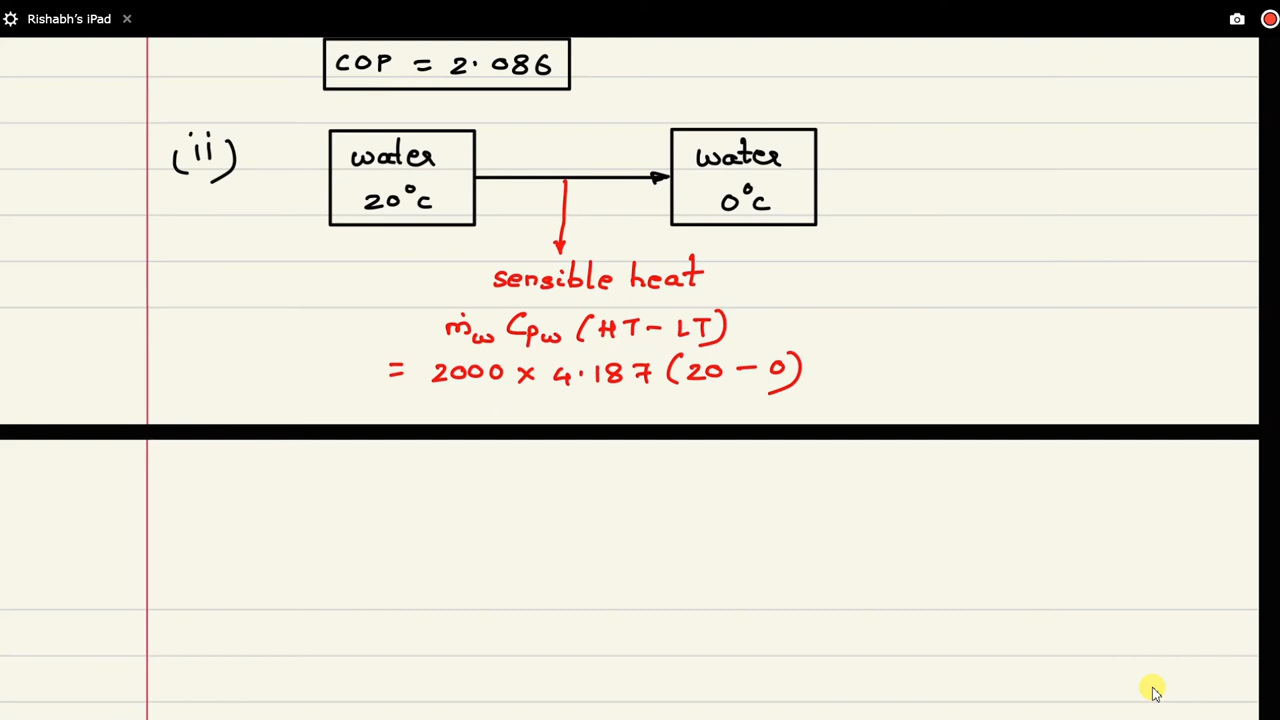 Rishabh's iPad
COP = 2.086
(ii)
water
20°C
water
0°C
sensible heat
ṁw Cpw (HT - LT)
= 2000 × 4.187 (20 - 0)